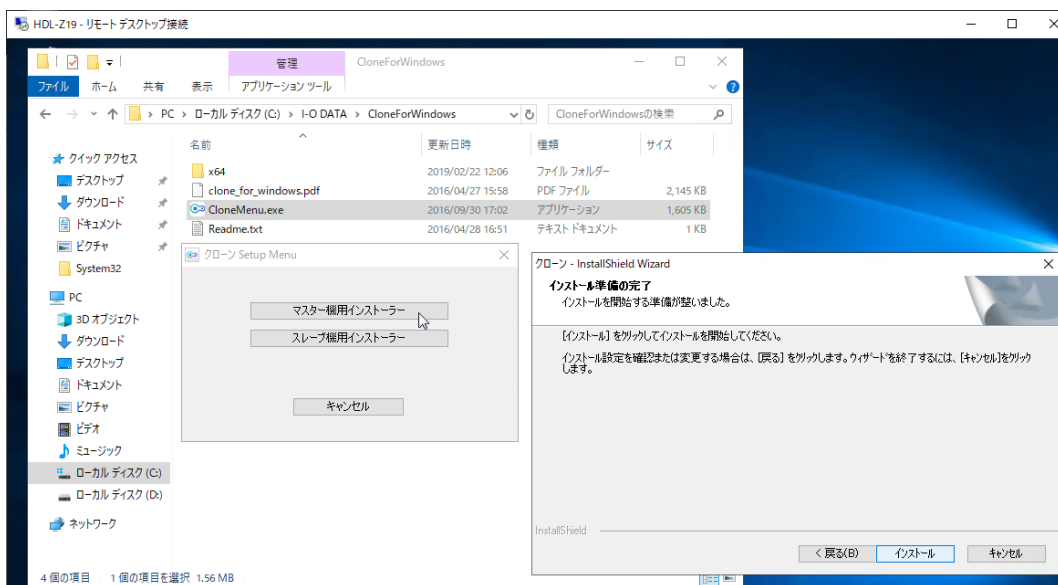 HDL-Z19 - リモート デスクトップ接続
管理 CloneForWindows
ファイル ホーム 共有 表示 アプリケーション ツール
PC > ローカル ディスク (C:) > I-O DATA > CloneForWindows CloneForWindowsの検索
名前 更新日時 種類 サイズ
クイック アクセス
デスクトップ
ダウンロード
ドキュメント
ピクチャ
System32
PC
3D オブジェクト
ダウンロード
デスクトップ
ドキュメント
ピクチャ
ビデオ
ミュージック
ローカル ディスク (C:)
ローカル ディスク (D:)
ネットワーク
x64 2019/02/22 12:06 ファイル フォルダー
clone_for_windows.pdf 2016/04/27 15:58 PDF ファイル 2,145 KB
CloneMenu.exe 2016/09/30 17:02 アプリケーション 1,605 KB
Readme.txt 2016/04/28 16:51 テキスト ドキュメント 1 KB
クローン Setup Menu
マスター機用インストーラー
スレーブ機用インストーラー
キャンセル
クローン - InstallShield Wizard
インストール準備の完了
インストールを開始する準備が整いました。
[インストール] をクリックしてインストールを開始してください。
インストール設定を確認または変更する場合は、[戻る] をクリックします。ウィザードを終了するには、[キャンセル]をクリック
します。
InstallShield
< 戻る(B) インストール キャンセル
4 個の項目 1 個の項目を選択 1.56 MB